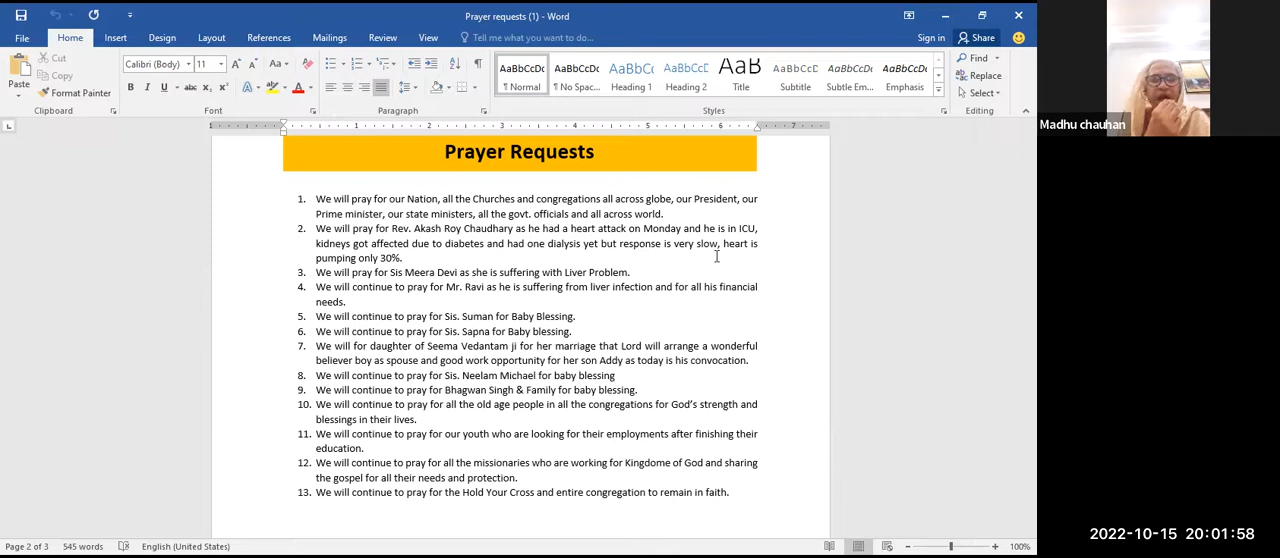 Prayer requests (1) - Word
File Home Insert Design Layout References Mailings Review View Tell me what you want to do... Sign in Share
Cut
Copy
Paste Format Painter
Clipboard
Calibri (Body) 11
Font
Paragraph
AaBbCcDc AaBbCcDc AaBbCc AaBbCcD AaB AaBbCcD AaBbCcDc AaBbCcDc
¶ Normal ¶ No Spac... Heading 1 Heading 2 Title Subtitle Subtle Em... Emphasis
Styles
Find
Replace
Select
Editing
1 1 2 3 4 5 6 7
Madhu chauhan
Prayer Requests
1. We will pray for our Nation, all the Churches and congregations all across globe, our President, our
Prime minister, our state ministers, all the govt. officials and all across world.
2. We will pray for Rev. Akash Roy Chaudhary as he had a heart attack on Monday and he is in ICU,
kidneys got affected due to diabetes and had one dialysis yet but response is very slow, heart is
pumping only 30%.
3. We will pray for Sis Meera Devi as she is suffering with Liver Problem.
4. We will continue to pray for Mr. Ravi as he is suffering from liver infection and for all his financial
needs.
5. We will continue to pray for Sis. Suman for Baby Blessing.
6. We will continue to pray for Sis. Sapna for Baby blessing.
7. We will for daughter of Seema Vedantam ji for her marriage that Lord will arrange a wonderful
believer boy as spouse and good work opportunity for her son Addy as today is his convocation.
8. We will continue to pray for Sis. Neelam Michael for baby blessing
9. We will continue to pray for Bhagwan Singh & Family for baby blessing.
10. We will continue to pray for all the old age people in all the congregations for God's strength and
blessings in their lives.
11. We will continue to pray for our youth who are looking for their employments after finishing their
education.
12. We will continue to pray for all the missionaries who are working for Kingdome of God and sharing
the gospel for all their needs and protection.
13. We will continue to pray for the Hold Your Cross and entire congregation to remain in faith.
2022-10-15 20:01:58
Page 2 of 3 545 words English (United States) 100%